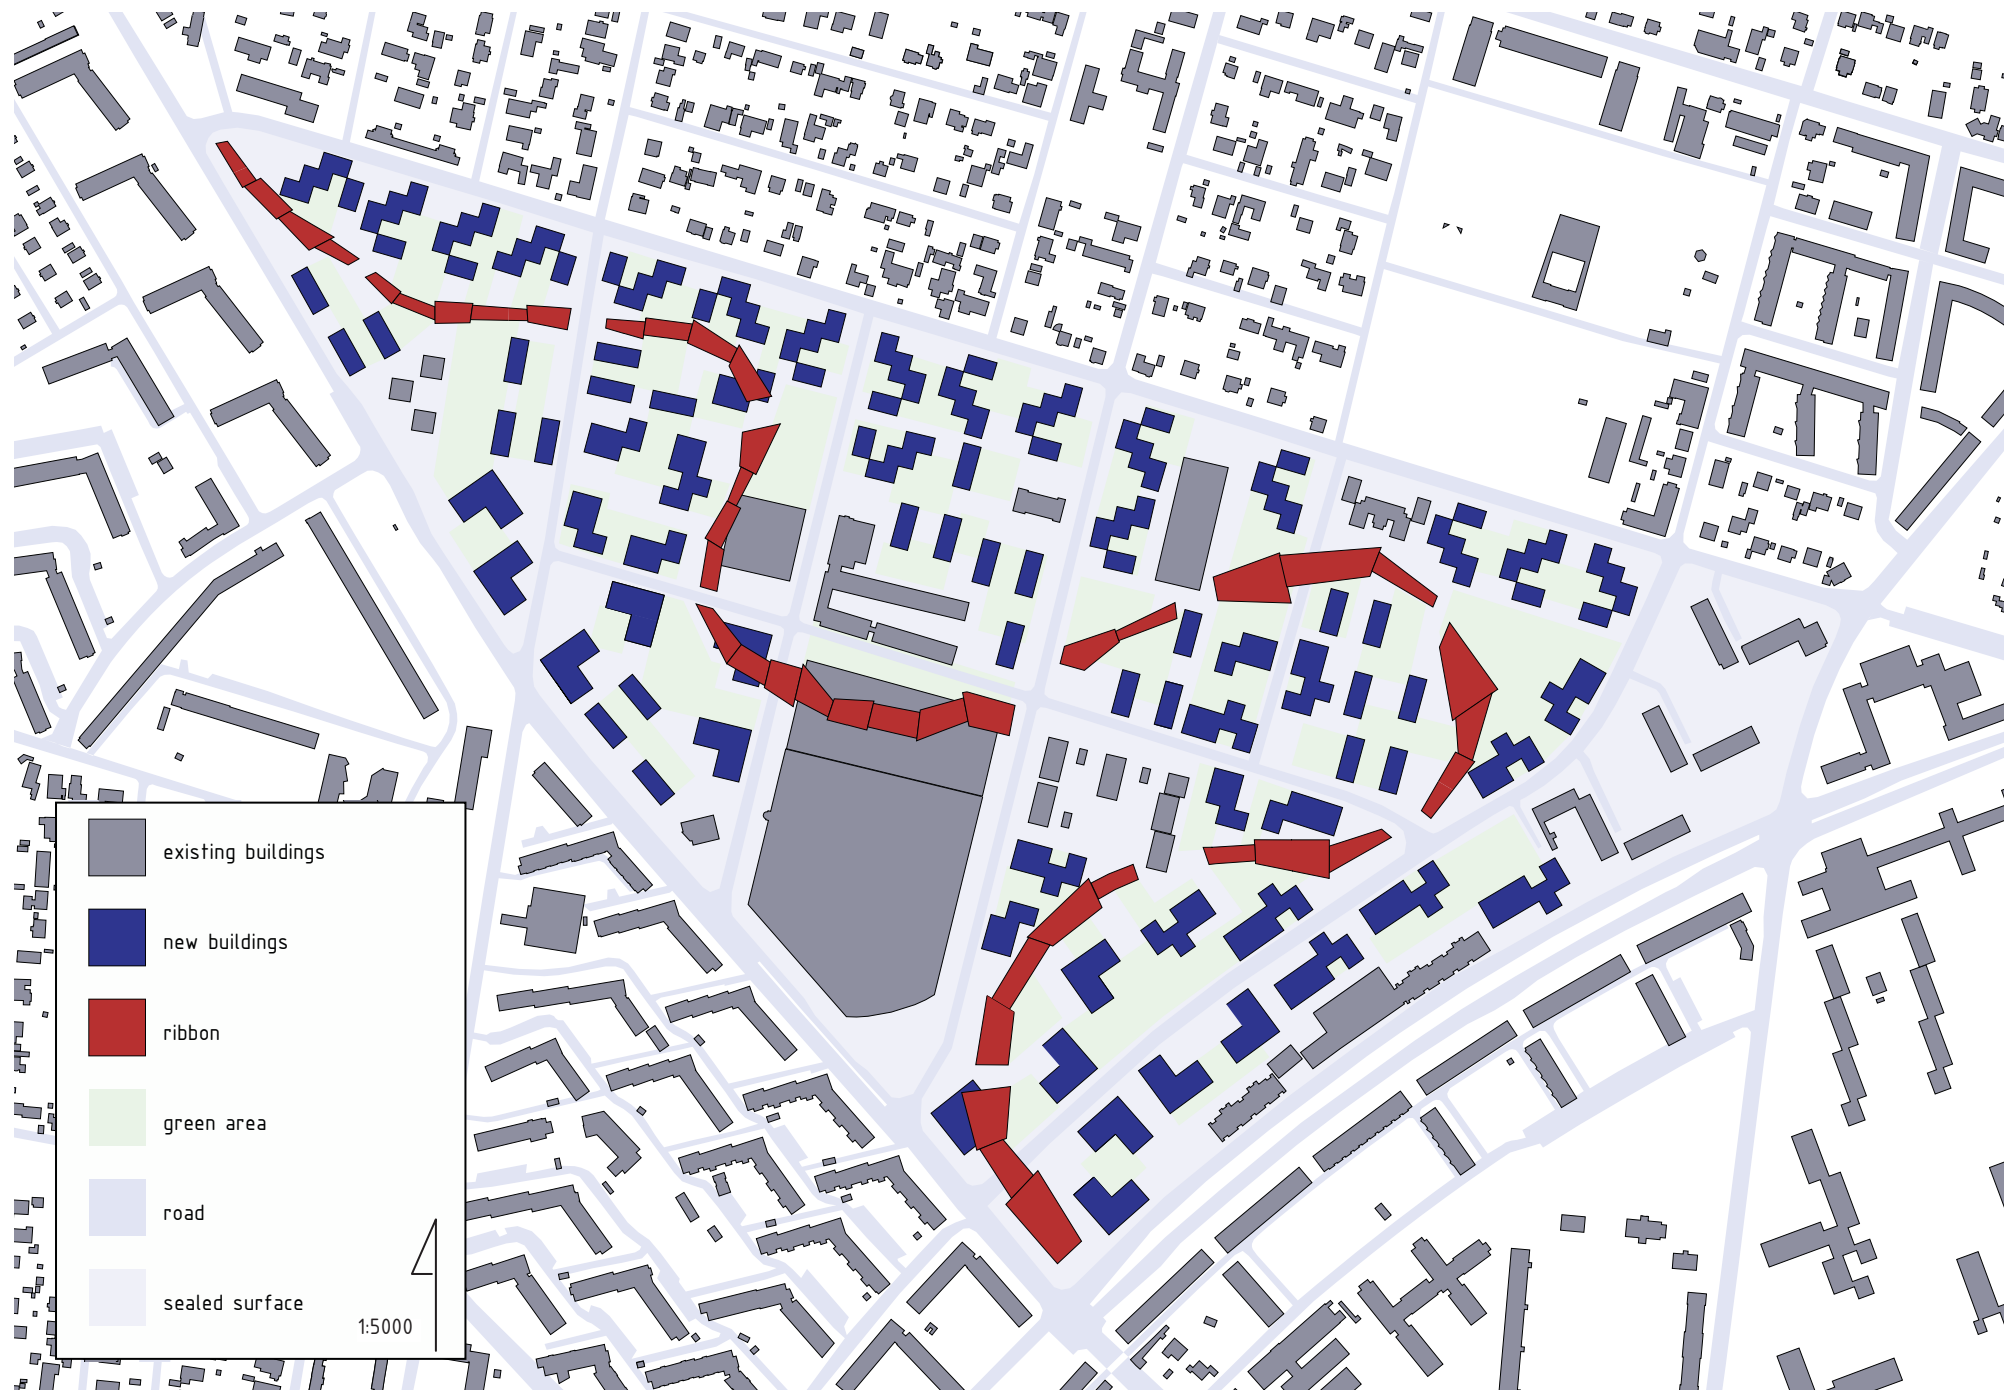 existing buildings
new buildings
ribbon
green area
road
sealed surface
1:5000